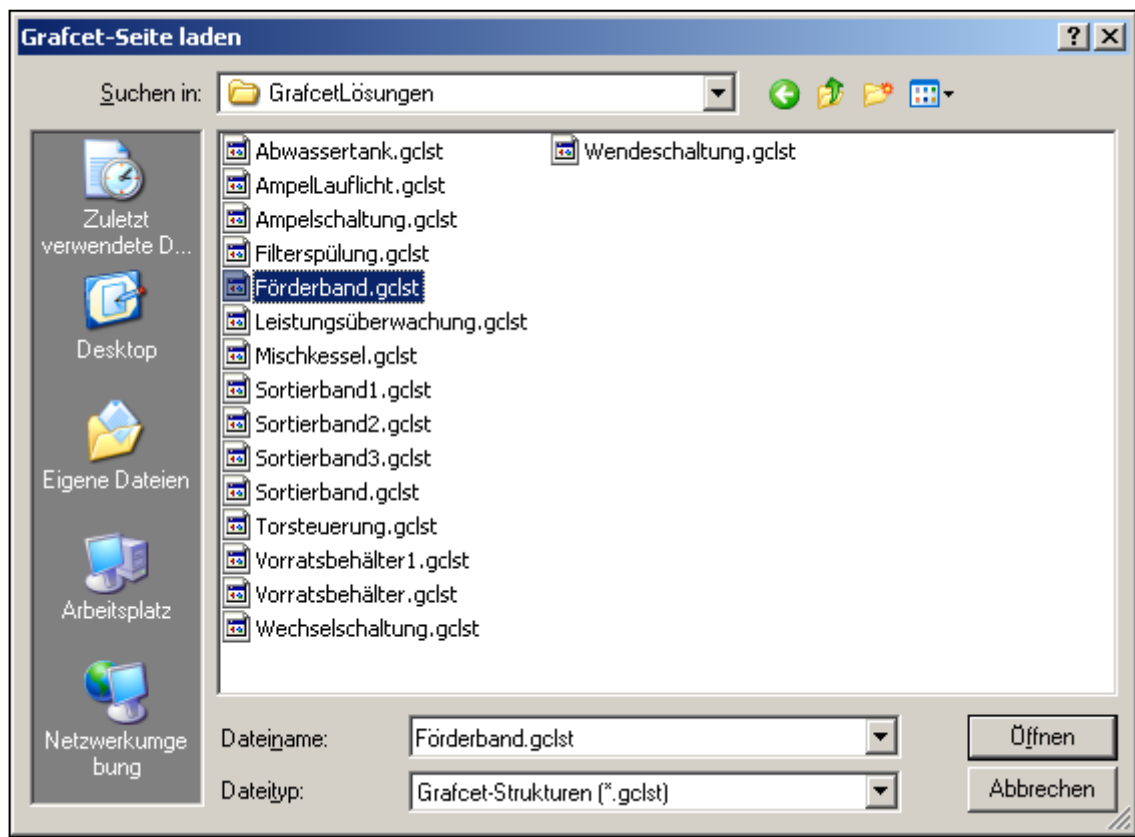 Grafcet-Seite laden
Suchen in:
GrafcetLösungen
Zuletzt
verwendete D...
Desktop
Eigene Dateien
Arbeitsplatz
Netzwerkumge
bung
Abwassertank.gclst
AmpelLauflicht.gclst
Ampelschaltung.gclst
Filterspülung.gclst
Förderband.gclst
Leistungsüberwachung.gclst
Mischkessel.gclst
Sortierband1.gclst
Sortierband2.gclst
Sortierband3.gclst
Sortierband.gclst
Torsteuerung.gclst
Vorratsbehälter1.gclst
Vorratsbehälter.gclst
Wechselschaltung.gclst
Wendeschaltung.gclst
Dateiname:
Förderband.gclst
Öffnen
Dateityp:
Grafcet-Strukturen (*.gclst)
Abbrechen